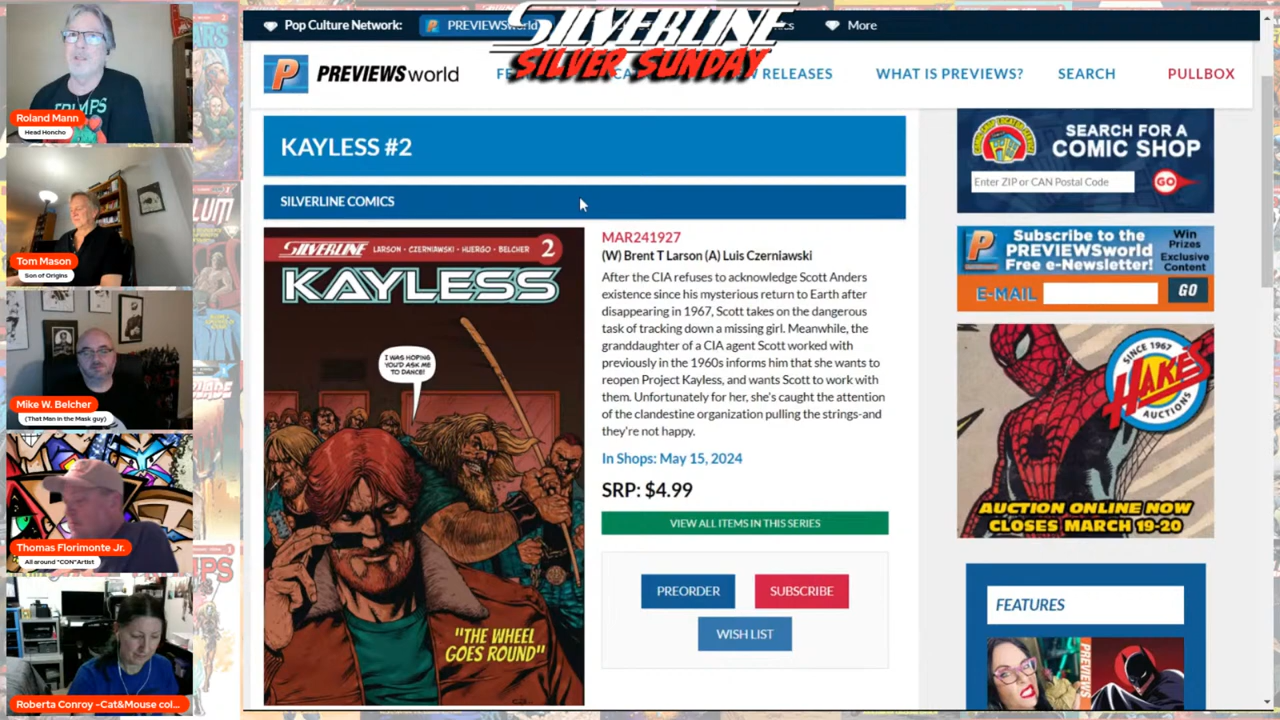 Pop Culture Network:
PREVIEWSworld
More
SILVERLINE
SILVER SUNDAY
P
PREVIEWSworld
RELEASES
WHAT IS PREVIEWS?
SEARCH
PULLBOX
KAYLESS #2
SILVERLINE COMICS
SILVERLINE
LARSON • CZERNIAWSKI • HUERGO • BELCHER
2
KAYLESS
I WAS HOPING
YOU'D ASK ME
TO DANCE!
"THE WHEEL
GOES ROUND"
MAR241927
(W) Brent T Larson (A) Luis Czerniawski
After the CIA refuses to acknowledge Scott Anders
existence since his mysterious return to Earth after
disappearing in 1967, Scott takes on the dangerous
task of tracking down a missing girl. Meanwhile, the
granddaughter of a CIA agent Scott worked with
previously in the 1960s informs him that she wants to
reopen Project Kayless, and wants Scott to work with
them. Unfortunately for her, she's caught the attention
of the clandestine organization pulling the strings-and
they're not happy.
In Shops: May 15, 2024
SRP: $4.99
VIEW ALL ITEMS IN THIS SERIES
PREORDER
SUBSCRIBE
WISH LIST
SEARCH FOR A
COMIC SHOP
Enter ZIP or CAN Postal Code
GO
P
Subscribe to the
PREVIEWSworld
Free e-Newsletter!
Win
Prizes
Exclusive
Content
E-MAIL
GO
SINCE 1967
HAKE'S
AUCTIONS
AUCTION ONLINE NOW
CLOSES MARCH 19-20
FEATURES
PREVIEWS
Roland Mann
Head Honcho
Tom Mason
Son of Origins
Mike W. Belcher
(That Man in the Mask guy)
Thomas Florimonte Jr.
All around "CON"Artist
Roberta Conroy -Cat&Mouse col...